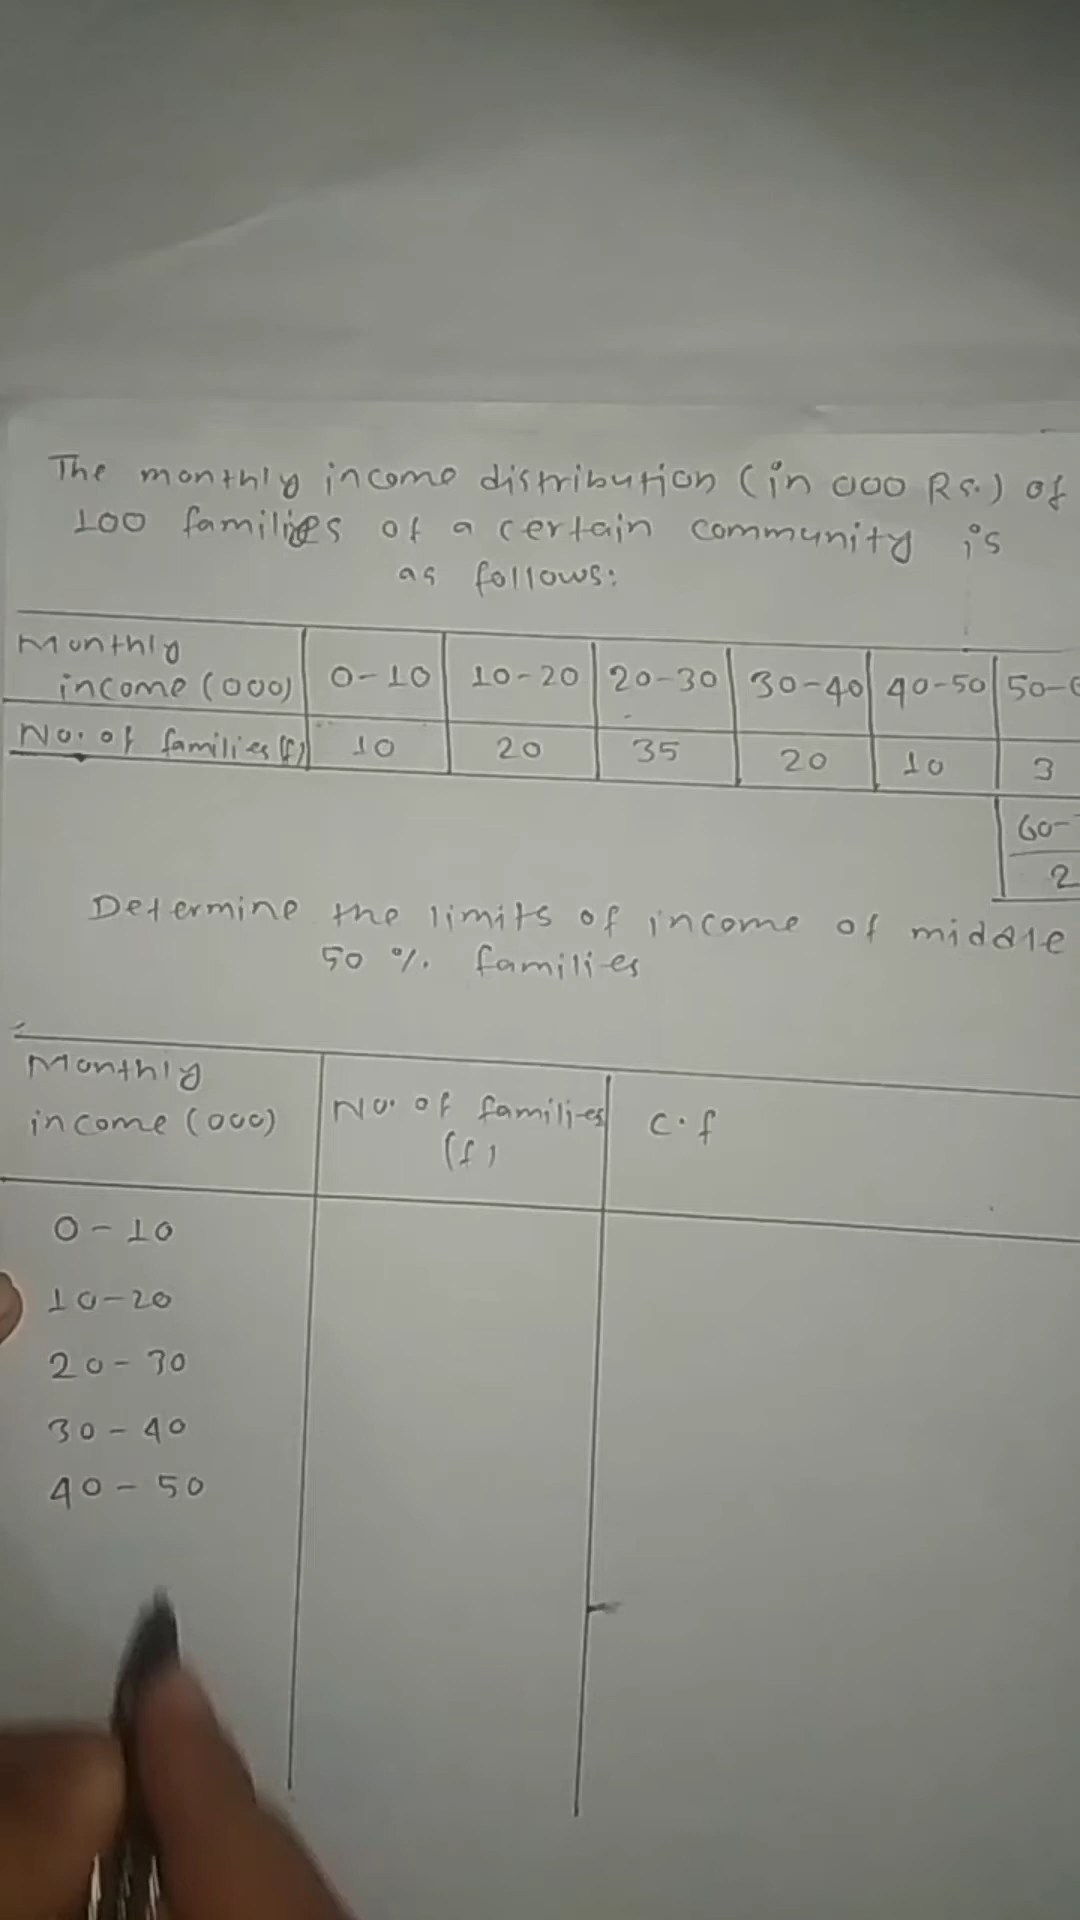 The monthly income distribution (in 000 Rs.) of
100 families of a certain community is
as follows:
Monthly
income (000) 0-10 10-20 20-30 30-40 40-50 50-
No. of families (f) 10 20 35 20 10 3
60-
2
Determine the limits of income of middle
50 %. families
Monthly
income (000) No. of families (f) c.f
0-10
10-20
20-30
30-40
40-50